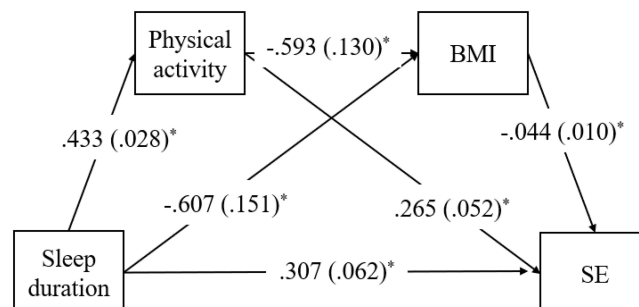 Physical
activity
-.593 (.130)*
BMI
.433 (.028)*
-.044 (.010)*
-.607 (.151)*
.265 (.052)*
Sleep
duration
.307 (.062)*
SE